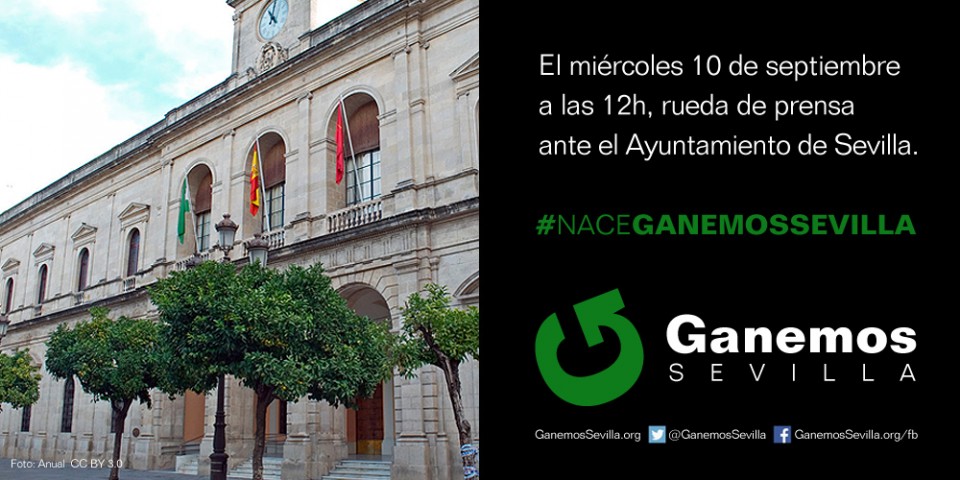 El miércoles 10 de septiembre
a las 12h, rueda de prensa
ante el Ayuntamiento de Sevilla.
#NACEGANEMOSSEVILLA
Ganemos
SEVILLA
GanemosSevilla.org @GanemosSevilla GanemosSevilla.org/fb
Foto: Anual CC BY 3.0